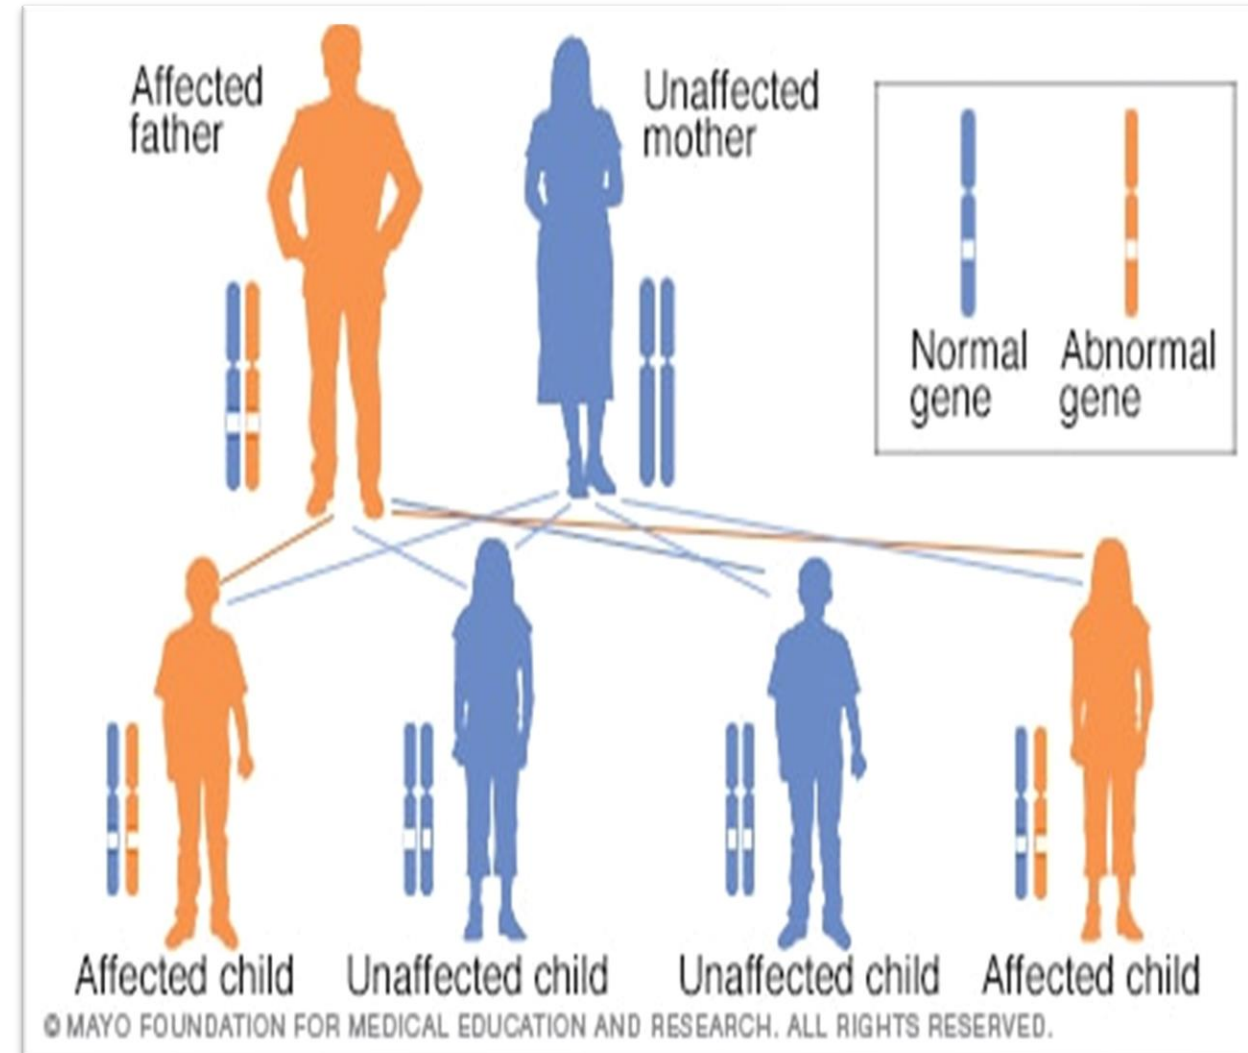 Affected
father
Unaffected
mother
Normal
gene
Abnormal
gene
Affected child
Unaffected child
Unaffected child
Affected child
© MAYO FOUNDATION FOR MEDICAL EDUCATION AND RESEARCH. ALL RIGHTS RESERVED.